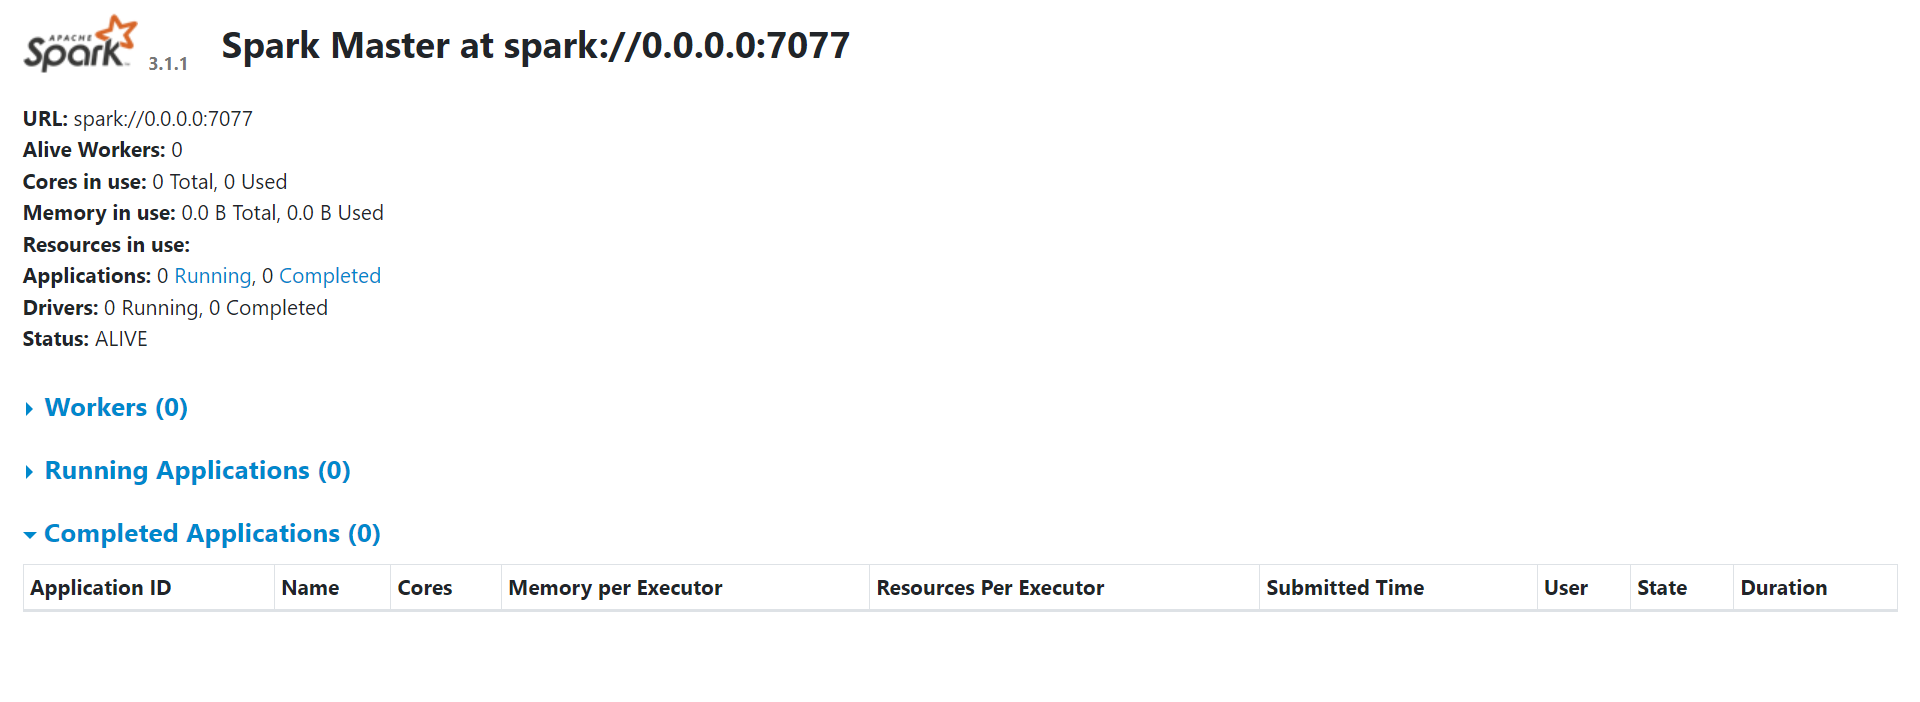 APACHE
Spark 3.1.1 Spark Master at spark://0.0.0.0:7077
URL: spark://0.0.0.0:7077
Alive Workers: 0
Cores in use: 0 Total, 0 Used
Memory in use: 0.0 B Total, 0.0 B Used
Resources in use:
Applications: 0 Running, 0 Completed
Drivers: 0 Running, 0 Completed
Status: ALIVE
Workers (0)
Running Applications (0)
Completed Applications (0)
Application ID Name Cores Memory per Executor Resources Per Executor Submitted Time User State Duration